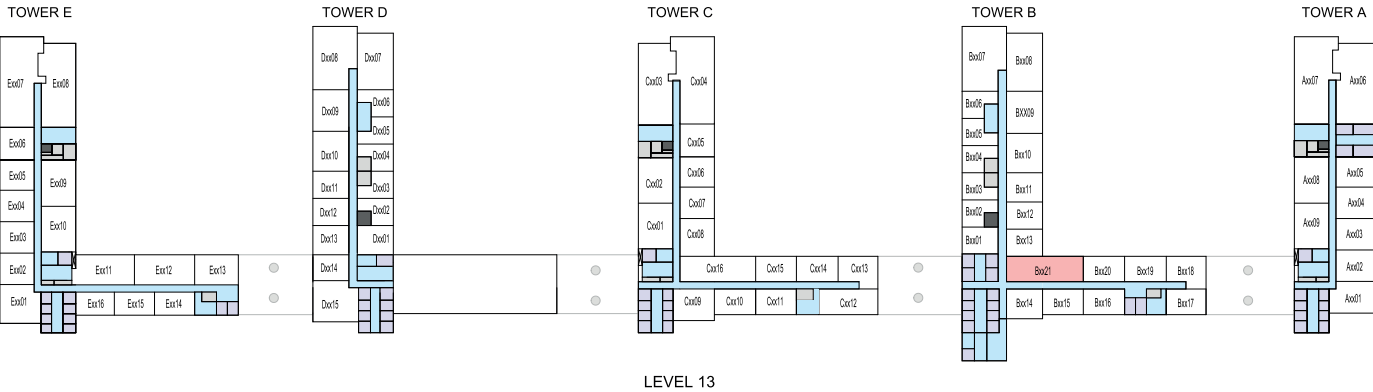 TOWER E
TOWER D
TOWER C
TOWER B
TOWER A
Exx07
Exx08
Exx06
Exx05
Exx09
Exx04
Exx03
Exx10
Exx02
Exx11
Exx12
Exx13
Exx01
Exx16
Exx15
Exx14
Dxx08
Dxx07
Dxx09
Dxx06
Dxx05
Dxx10
Dxx04
Dxx11
Dxx03
Dxx12
Dxx02
Dxx13
Dxx01
Dxx14
Dxx15
Cxx03
Cxx04
Cxx05
Cxx02
Cxx06
Cxx07
Cxx01
Cxx08
Cxx16
Cxx15
Cxx14
Cxx13
Cxx09
Cxx10
Cxx11
Cxx12
Bxx07
Bxx08
Bxx06
BXX09
Bxx05
Bxx04
Bxx10
Bxx03
Bxx11
Bxx02
Bxx12
Bxx01
Bxx13
Bxx21
Bxx20
Bxx19
Bxx18
Bxx14
Bxx15
Bxx16
Bxx17
Axx07
Axx06
Axx08
Axx05
Axx04
Axx09
Axx03
Axx02
Axx01
LEVEL 13